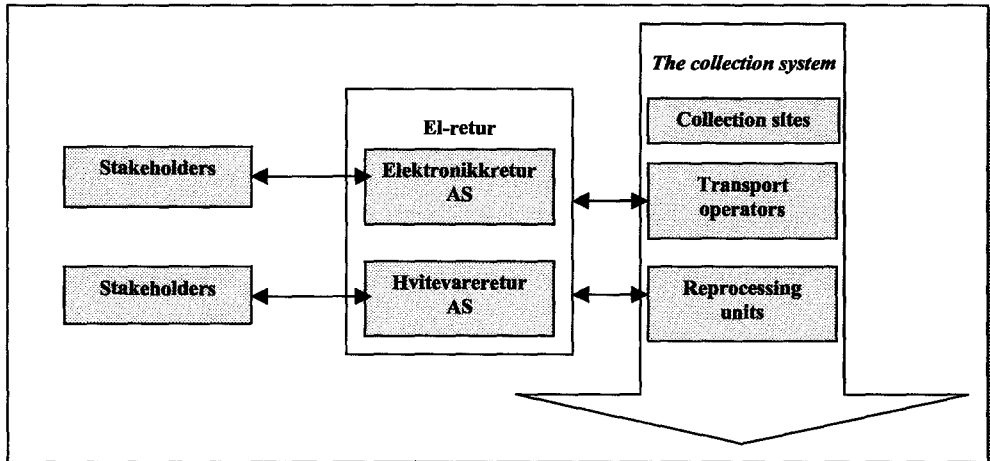 The collection system
Collection sites
El-retur
Stakeholders
Elektronikkretur
AS
Transport
operators
Stakeholders
Hvitevareretur
AS
Reprocessing
units